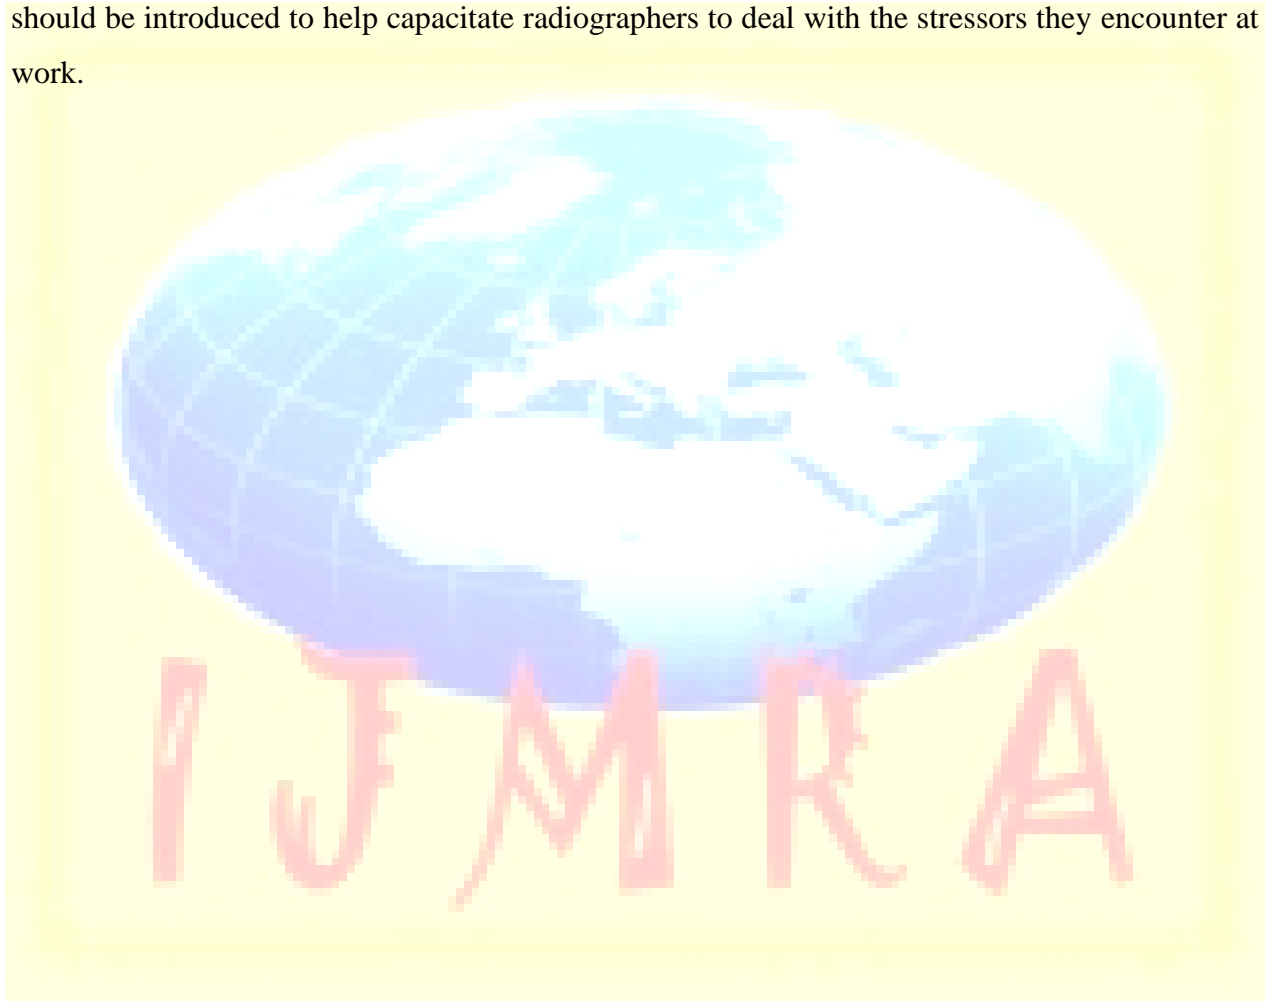 should be introduced to help capacitate radiographers to deal with the stressors they encounter at
work.
IJMRA